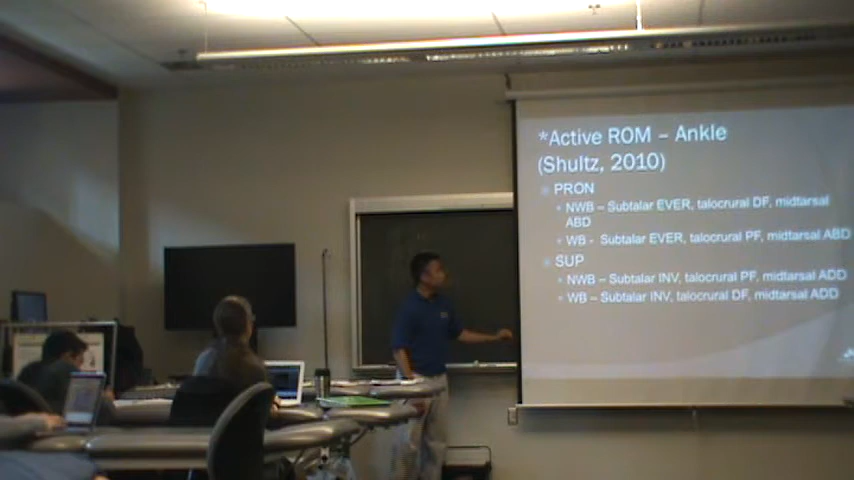 *Active ROM – Ankle
(Shultz, 2010)
PRON
NWB – Subtalar EVER, talocrural DF, midtarsal
ABD
WB - Subtalar EVER, talocrural PF, midtarsal ABD
SUP
NWB – Subtalar INV, talocrural PF, midtarsal ADD
WB – Subtalar INV, talocrural DF, midtarsal ADD